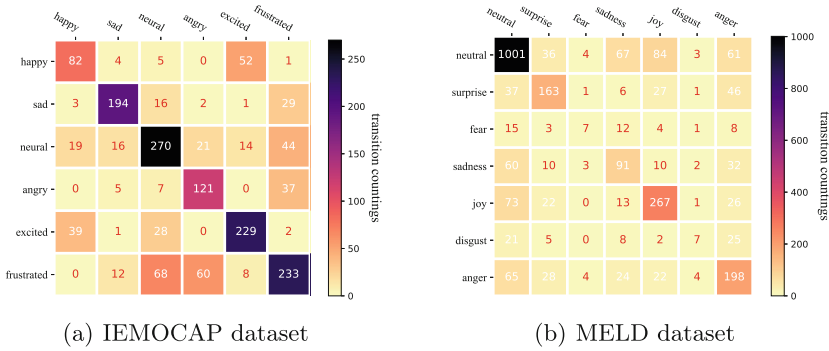 happy sad neural angry excited frustrated
happy 82 4 5 0 52 1
sad 3 194 16 2 1 29
neural 19 16 270 21 14 44
angry 0 5 7 121 0 37
excited 39 1 28 0 229 2
frustrated 0 12 68 60 8 233
250
200
150
100
50
0
transition countings
(a) IEMOCAP dataset
neutral surprise fear sadness joy disgust anger
neutral 1001 36 4 67 84 3 61
surprise 37 163 1 6 27 1 46
fear 15 3 7 12 4 1 8
sadness 60 10 3 91 10 2 32
joy 73 22 0 13 267 1 26
disgust 21 5 0 8 2 7 25
anger 65 28 4 24 22 4 198
1000
800
600
400
200
0
transition countings
(b) MELD dataset